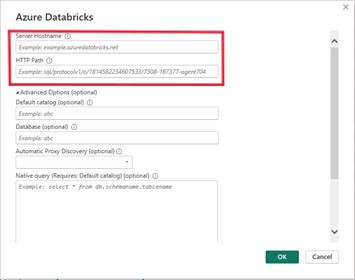 Azure Databricks
Server Hostname
Example: example.azuredatabricks.net
HTTP Path
Example: sql/protocolv1/o/1814582234607533/7508-187377-agent704
Advanced Options (optional)
Default catalog (optional)
Example: abc
Database (optional)
Example: abc
Automatic Proxy Discovery (optional)
Native query (Requires: Default catalog) (optional)
Example: select * from db.schemaname.tablename
OK
Cancel